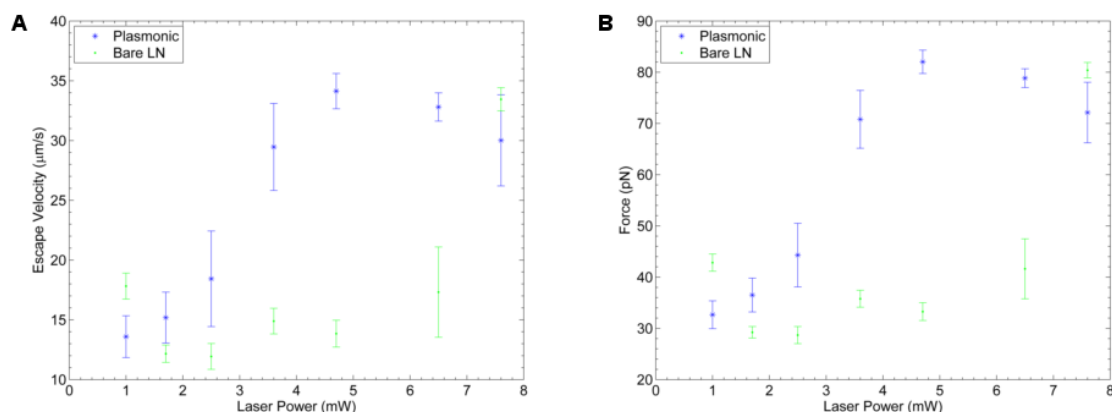 A
40
35
30
25
20
15
10
Escape Velocity (μm/s)
Plasmonic
Bare LN
0 1 2 3 4 5 6 7 8
Laser Power (mW)
B
90
80
70
60
50
40
30
20
Force (pN)
Plasmonic
Bare LN
0 1 2 3 4 5 6 7 8
Laser Power (mW)